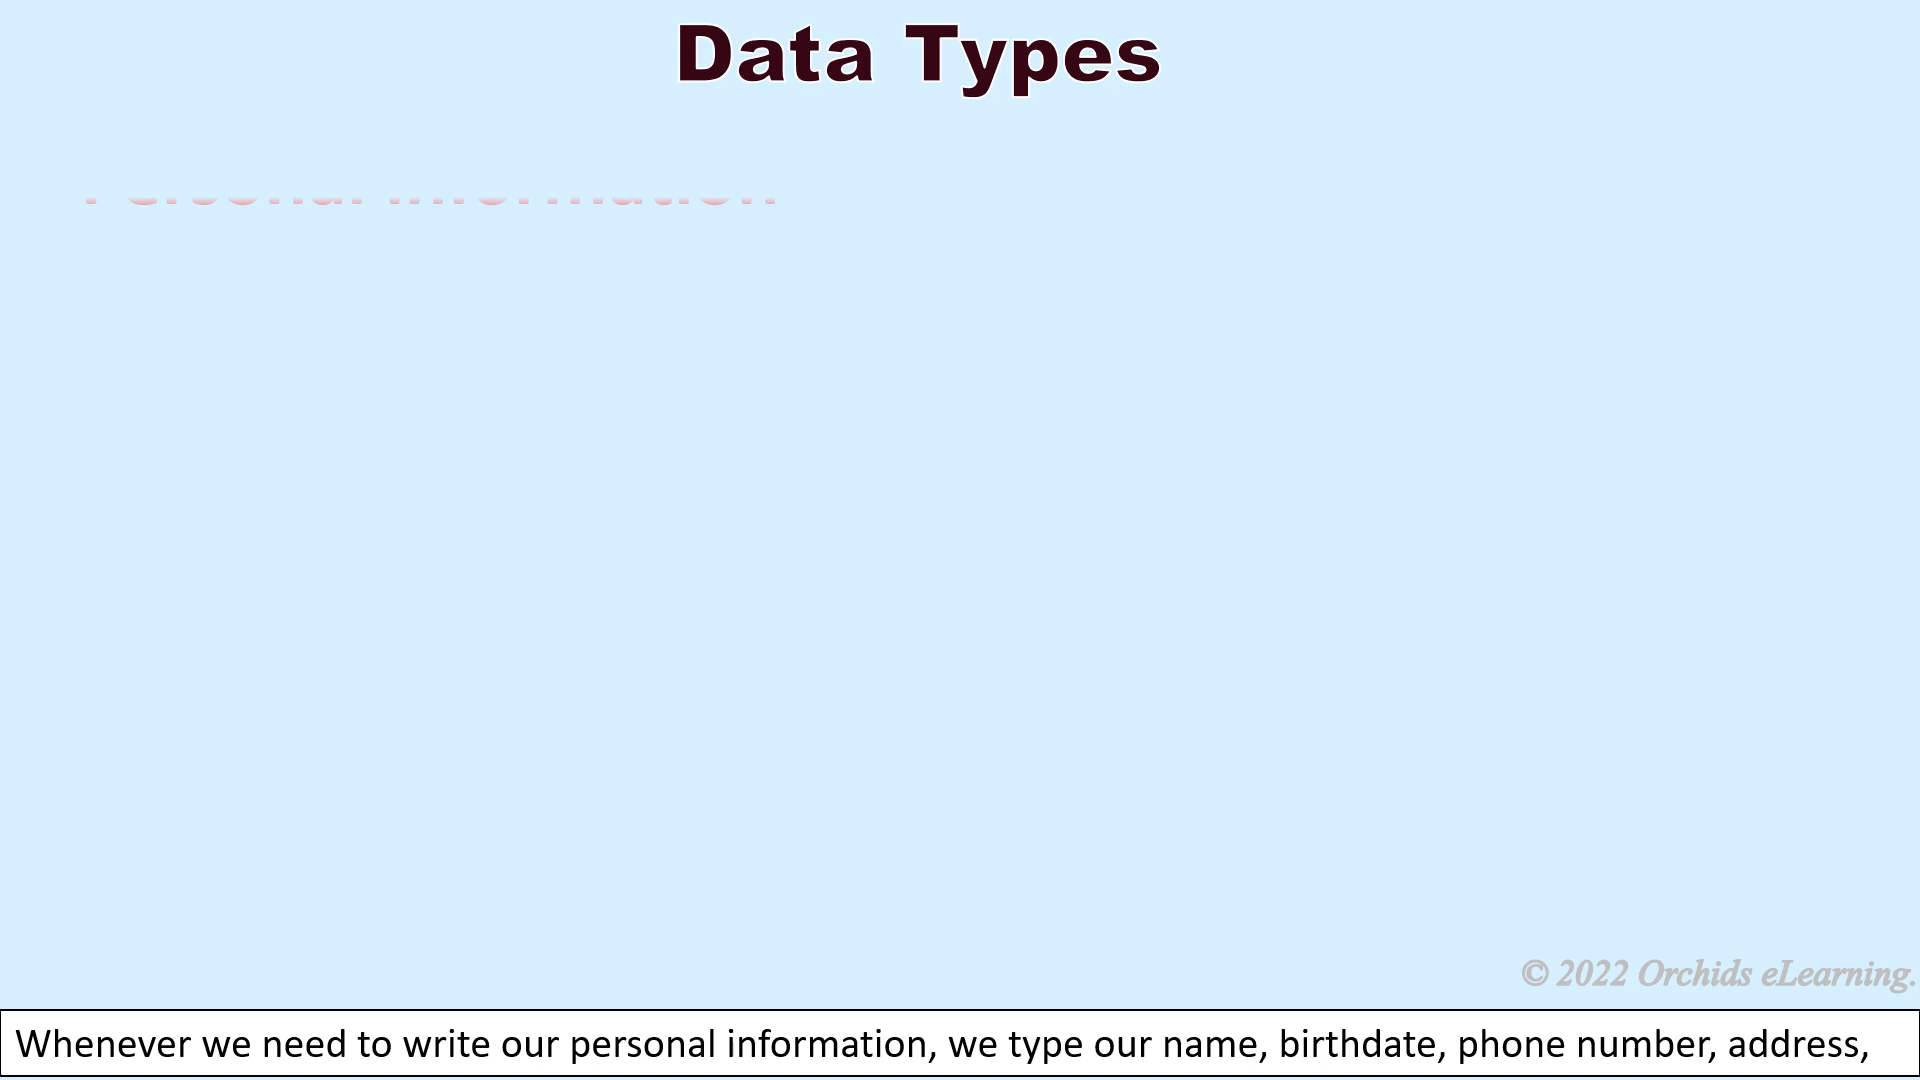 Data Types
Personal Information
© 2022 Orchids eLearning.
Whenever we need to write our personal information, we type our name, birthdate, phone number, address,